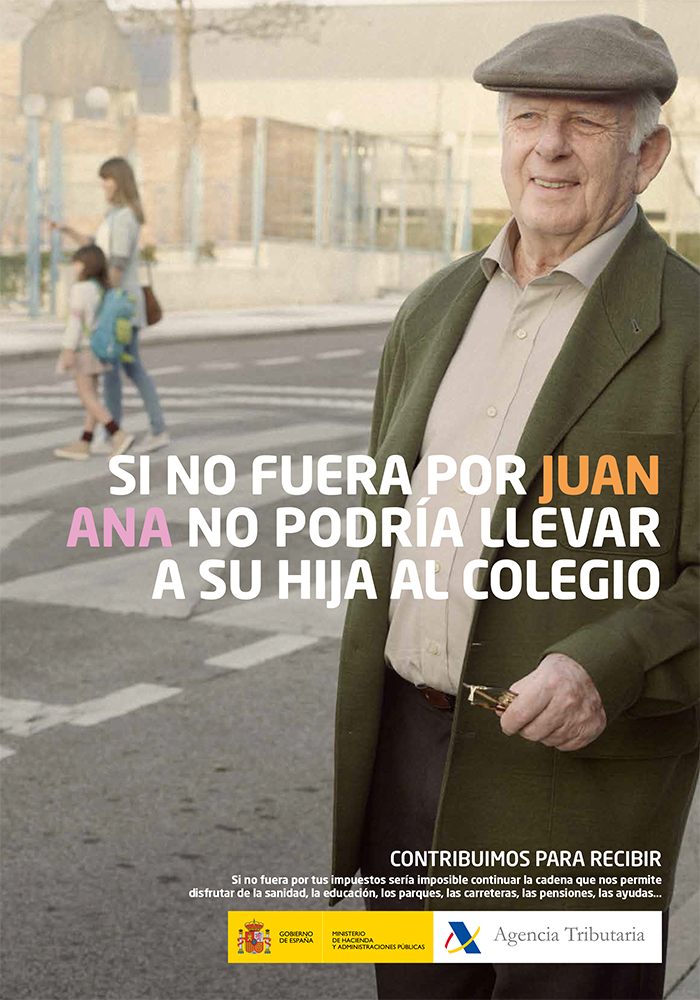 SI NO FUERA POR JUAN
ANA NO PODRÍA LLEVAR
A SU HIJA AL COLEGIO
CONTRIBUIMOS PARA RECIBIR
Si no fuera por tus impuestos sería imposible continuar la cadena que nos permite
disfrutar de la sanidad, la educación, los parques, las carreteras, las pensiones, las ayudas...
GOBIERNO
DE ESPAÑA
MINISTERIO
DE HACIENDA
Y ADMINISTRACIONES PÚBLICAS
Agencia Tributaria